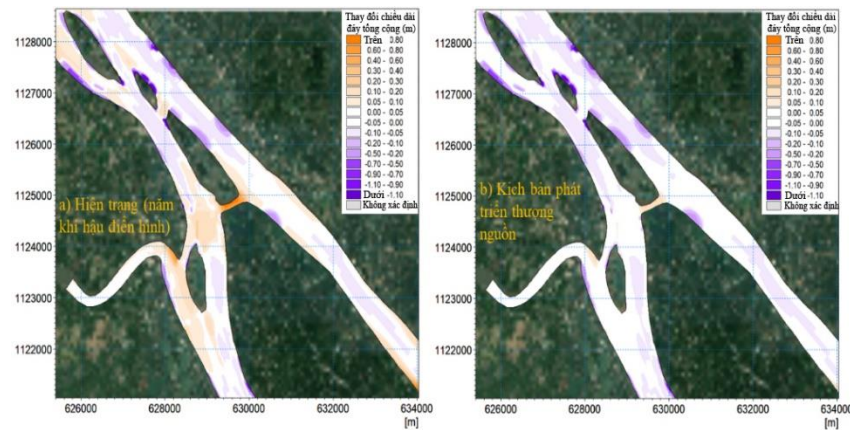 Thay đổi chiều dài
đáy tổng cộng (m)
Trên 0.80
0.60 - 0.80
0.40 - 0.60
0.30 - 0.40
0.20 - 0.30
0.10 - 0.20
0.05 - 0.10
0.00 - 0.05
-0.05 - 0.00
-0.10 - -0.05
-0.20 - -0.10
-0.50 - -0.20
-0.70 - -0.50
-0.90 - -0.70
-1.10 - -0.90
Dưới -1.10
Không xác định
a) Hiện trạng (năm
khí hậu điển hình)
1128000
1127000
1126000
1125000
1124000
1123000
1122000
626000
628000
630000
632000
634000
[m]
Thay đổi chiều dài
đáy tổng cộng (m)
Trên 0.80
0.60 - 0.80
0.40 - 0.60
0.30 - 0.40
0.20 - 0.30
0.10 - 0.20
0.05 - 0.10
0.00 - 0.05
-0.05 - 0.00
-0.10 - -0.05
-0.20 - -0.10
-0.50 - -0.20
-0.70 - -0.50
-0.90 - -0.70
-1.10 - -0.90
Dưới -1.10
Không xác định
b) Kịch bản phát
triển thượng
nguồn
1128000
1127000
1126000
1125000
1124000
1123000
1122000
626000
628000
630000
632000
634000
[m]